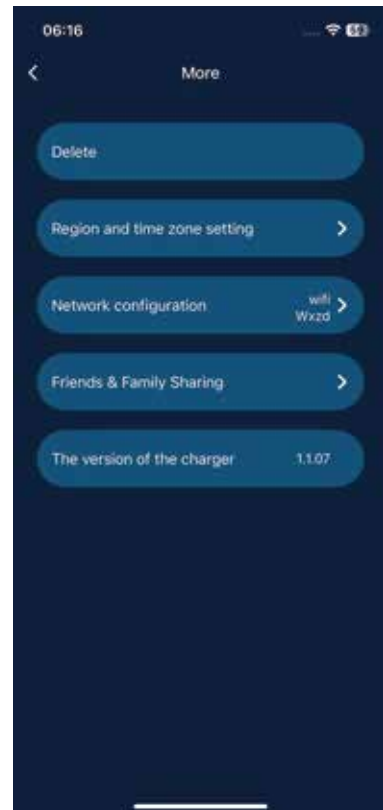 06:16
More
Delete
Region and time zone setting
Network configuration
wifi
Wxzd
Friends & Family Sharing
The version of the charger
1.1.07